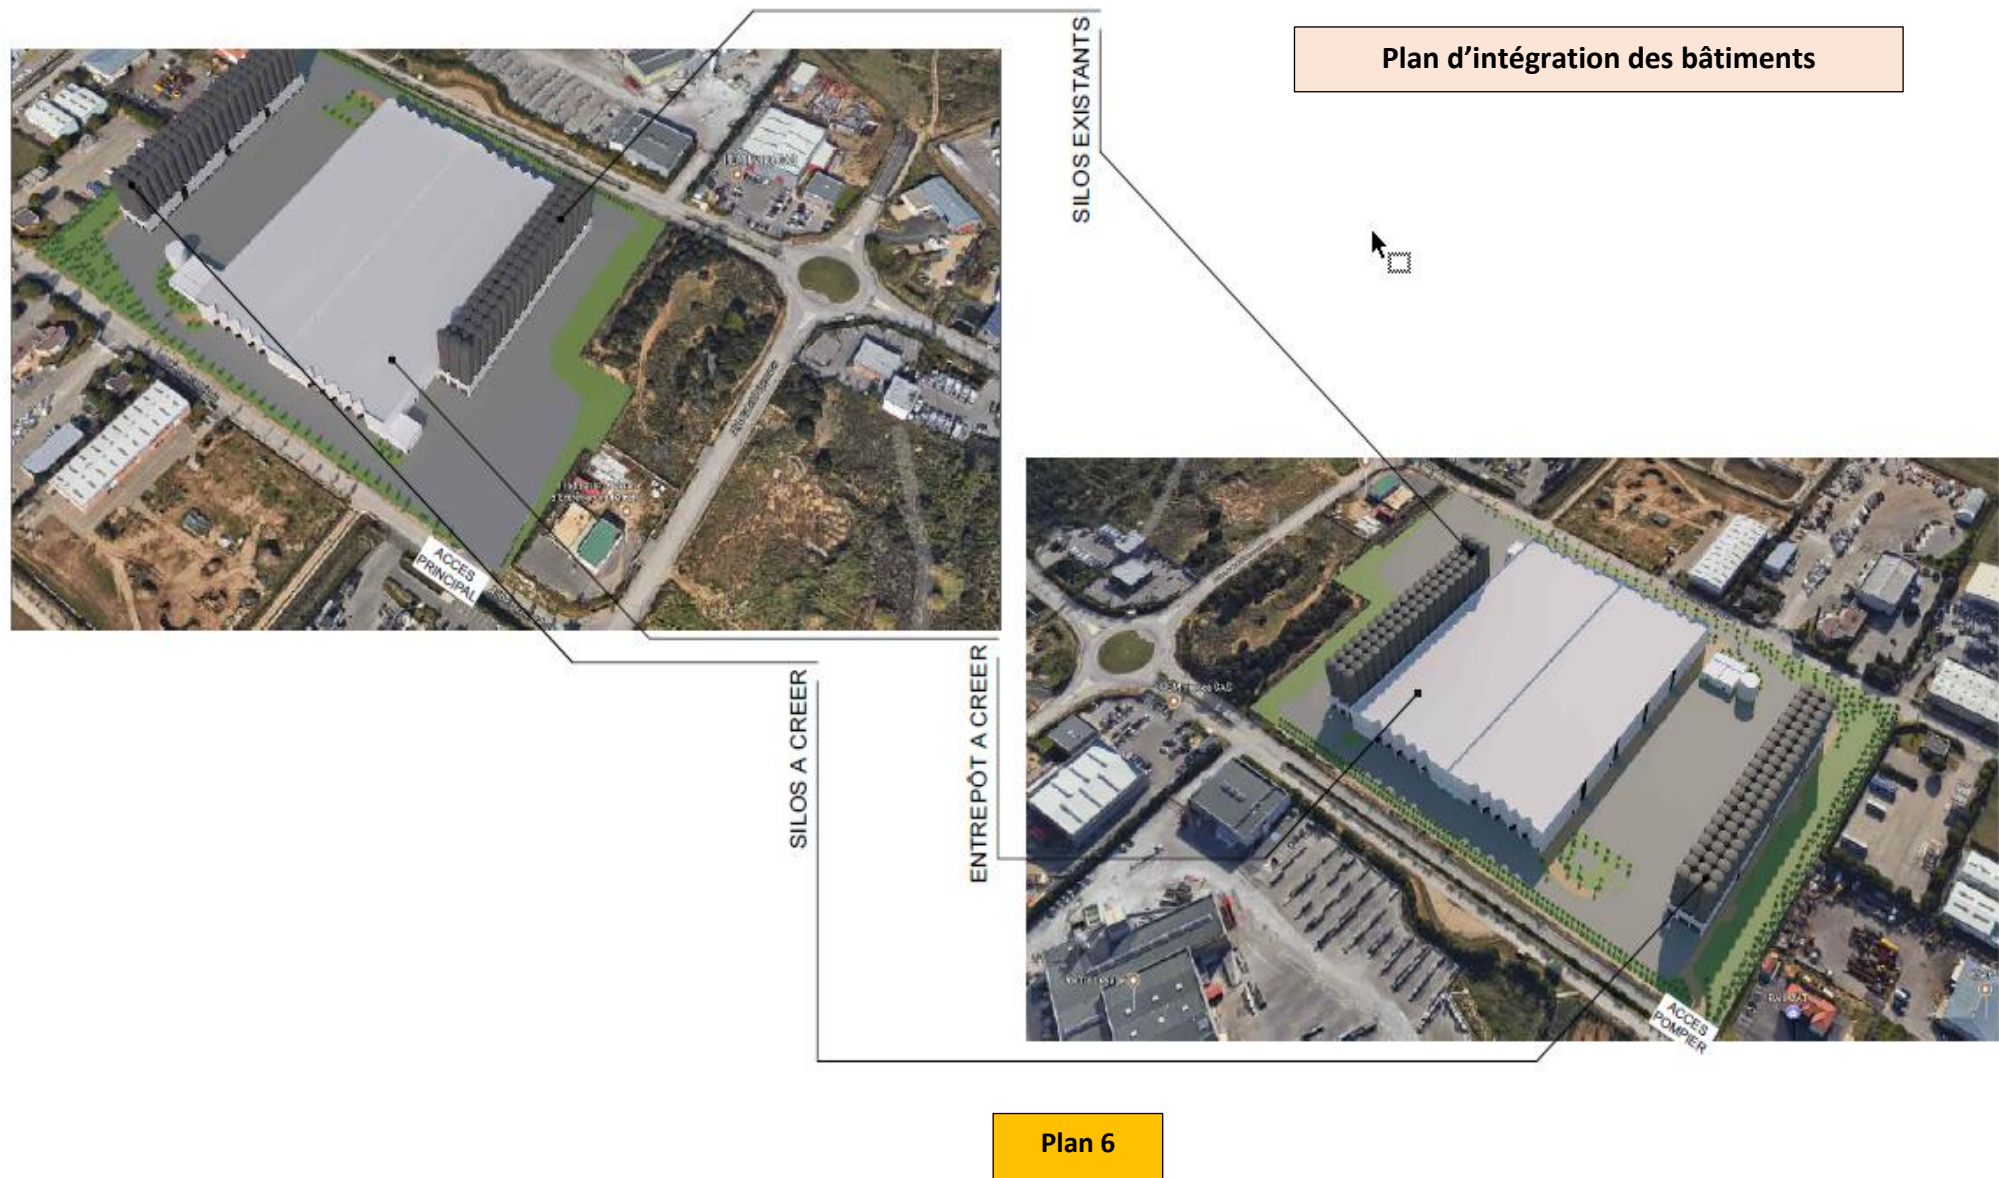 Plan d'intégration des bâtiments
SILOS EXISTANTS
ACCES
PRINCIPAL
SILOS A CREER
ENTREPÔT A CREER
ACCES
POMPIER
Plan 6